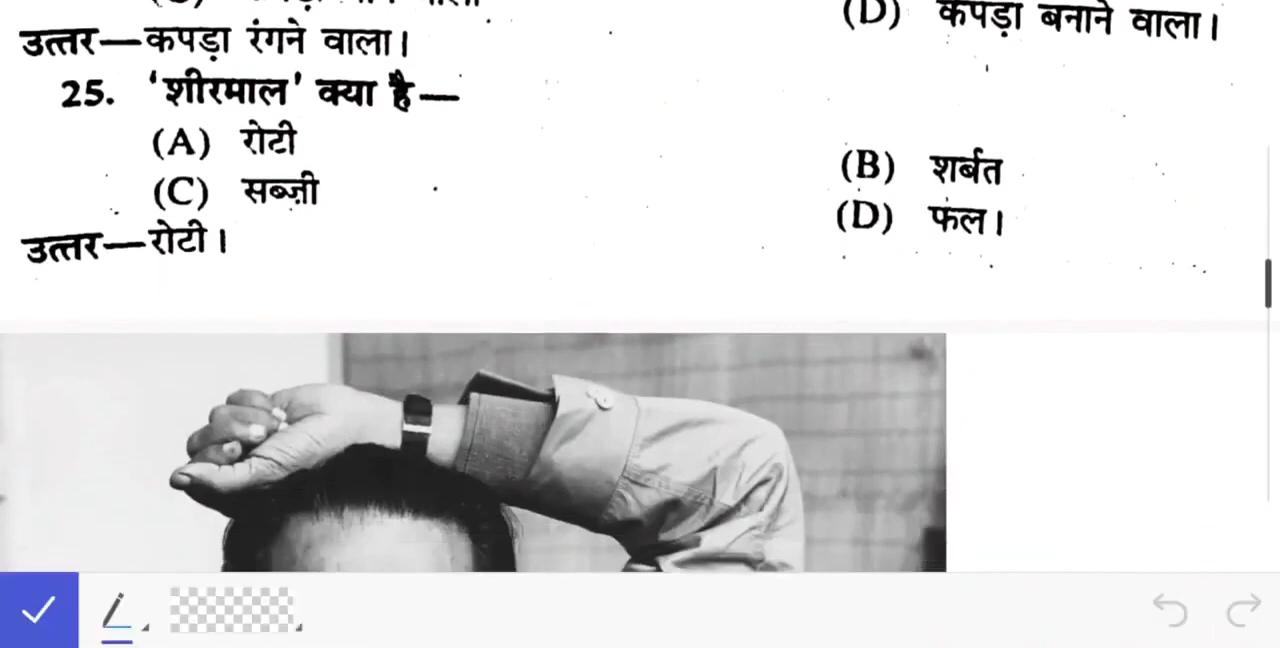 (D) कपड़ा बनाने वाला।
उत्तर—कपड़ा रंगने वाला।
25. 'शीरमाल' क्या है—
(A) रोटी
(B) शर्बत
(C) सब्ज़ी
(D) फल।
उत्तर—रोटी।